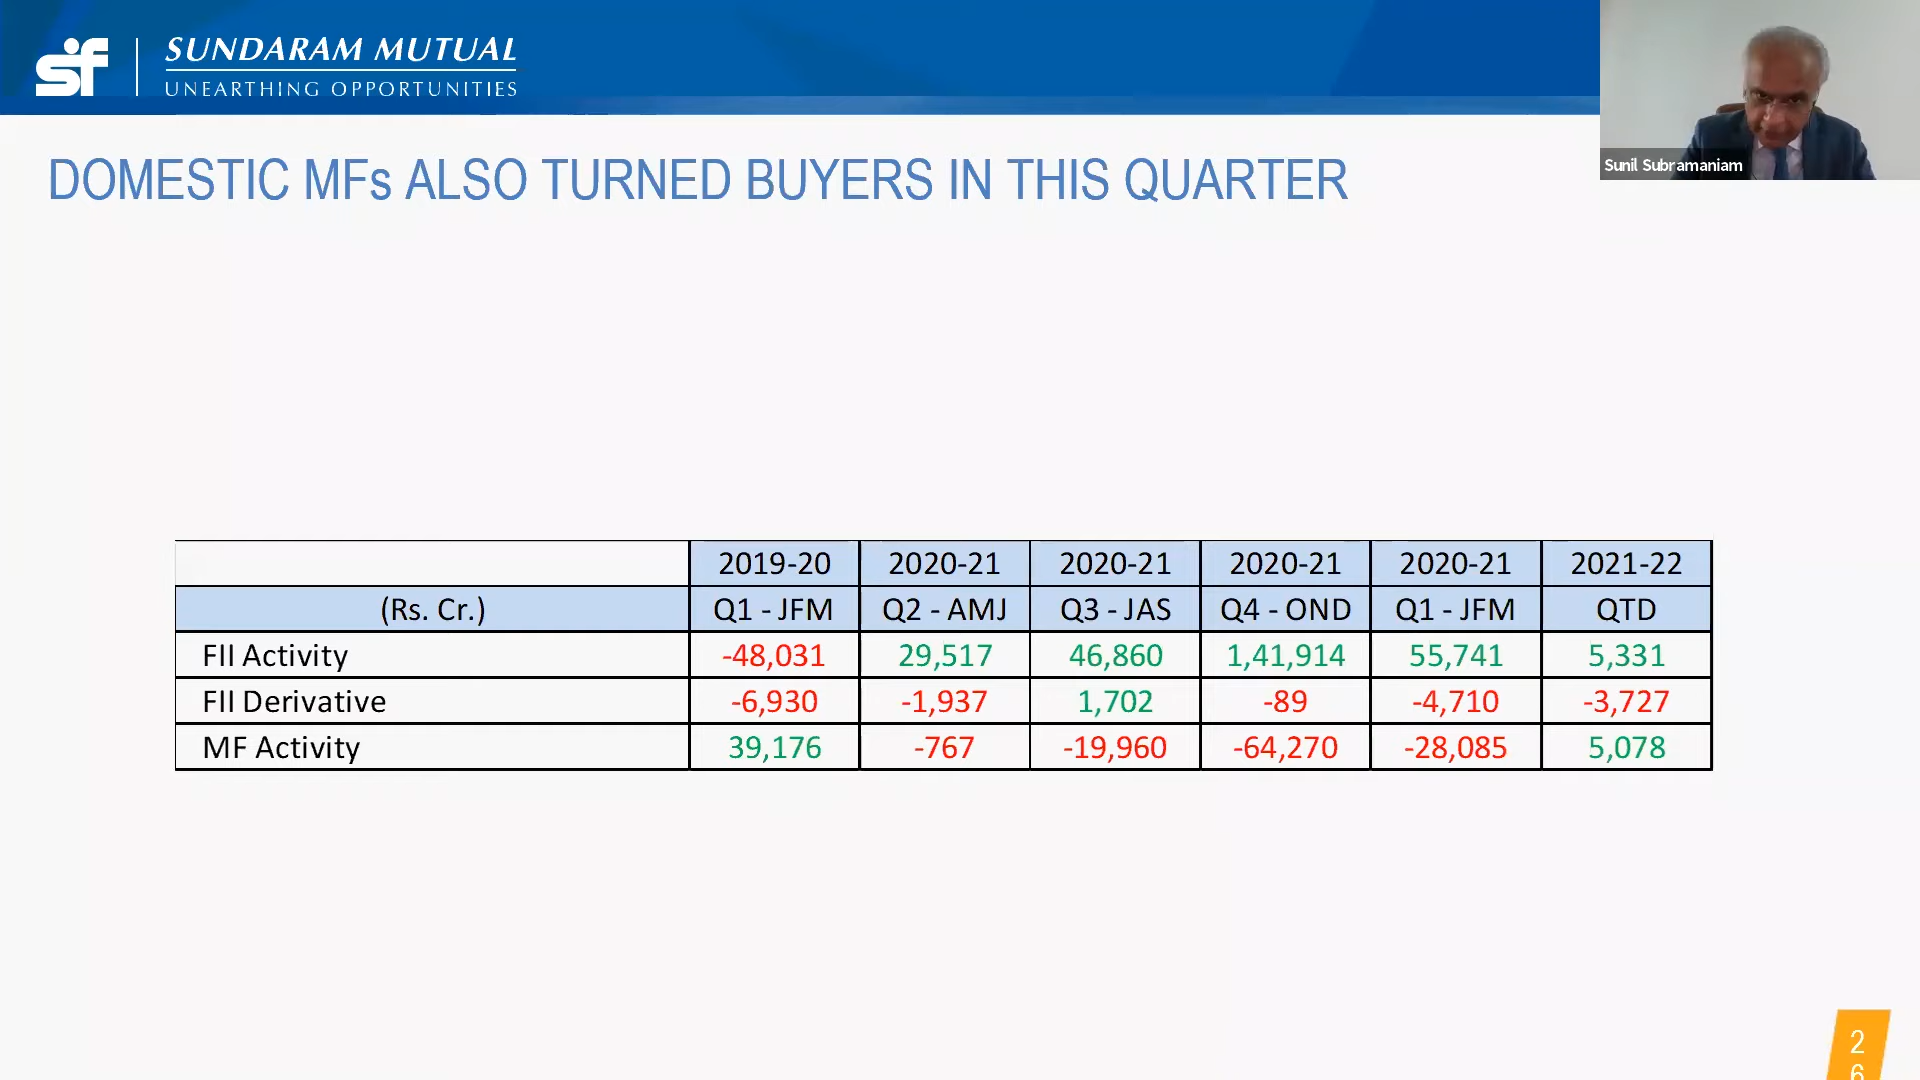 sf
SUNDARAM MUTUAL
UNEARTHING OPPORTUNITIES
Sunil Subramaniam
DOMESTIC MFs ALSO TURNED BUYERS IN THIS QUARTER
2019-20 2020-21 2020-21 2020-21 2020-21 2021-22
(Rs. Cr.) Q1 - JFM Q2 - AMJ Q3 - JAS Q4 - OND Q1 - JFM QTD
FII Activity -48,031 29,517 46,860 1,41,914 55,741 5,331
FII Derivative -6,930 -1,937 1,702 -89 -4,710 -3,727
MF Activity 39,176 -767 -19,960 -64,270 -28,085 5,078
2
6